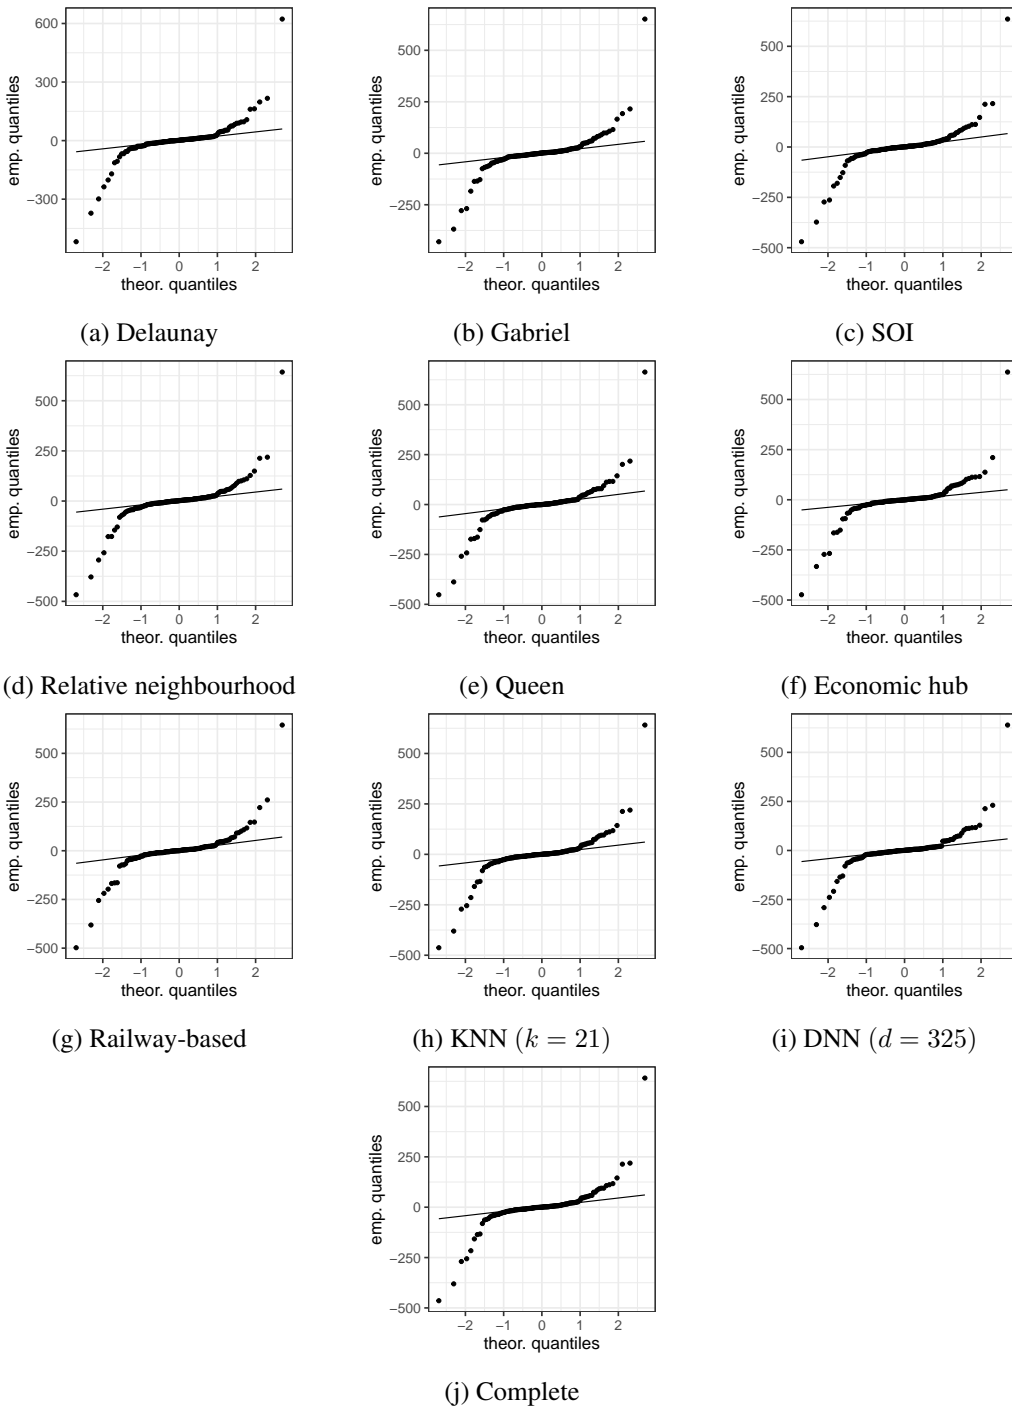 600
300
0
−300
emp. quantiles
−2 −1 0 1 2
theor. quantiles
(a) Delaunay
500
250
0
−250
emp. quantiles
−2 −1 0 1 2
theor. quantiles
(b) Gabriel
500
250
0
−250
−500
emp. quantiles
−2 −1 0 1 2
theor. quantiles
(c) SOI
500
250
0
−250
−500
emp. quantiles
−2 −1 0 1 2
theor. quantiles
(d) Relative neighbourhood
500
250
0
−250
−500
emp. quantiles
−2 −1 0 1 2
theor. quantiles
(e) Queen
500
250
0
−250
−500
emp. quantiles
−2 −1 0 1 2
theor. quantiles
(f) Economic hub
500
250
0
−250
−500
emp. quantiles
−2 −1 0 1 2
theor. quantiles
(g) Railway-based
500
250
0
−250
−500
emp. quantiles
−2 −1 0 1 2
theor. quantiles
(h) KNN (k = 21)
500
250
0
−250
−500
emp. quantiles
−2 −1 0 1 2
theor. quantiles
(i) DNN (d = 325)
500
250
0
−250
−500
emp. quantiles
−2 −1 0 1 2
theor. quantiles
(j) Complete